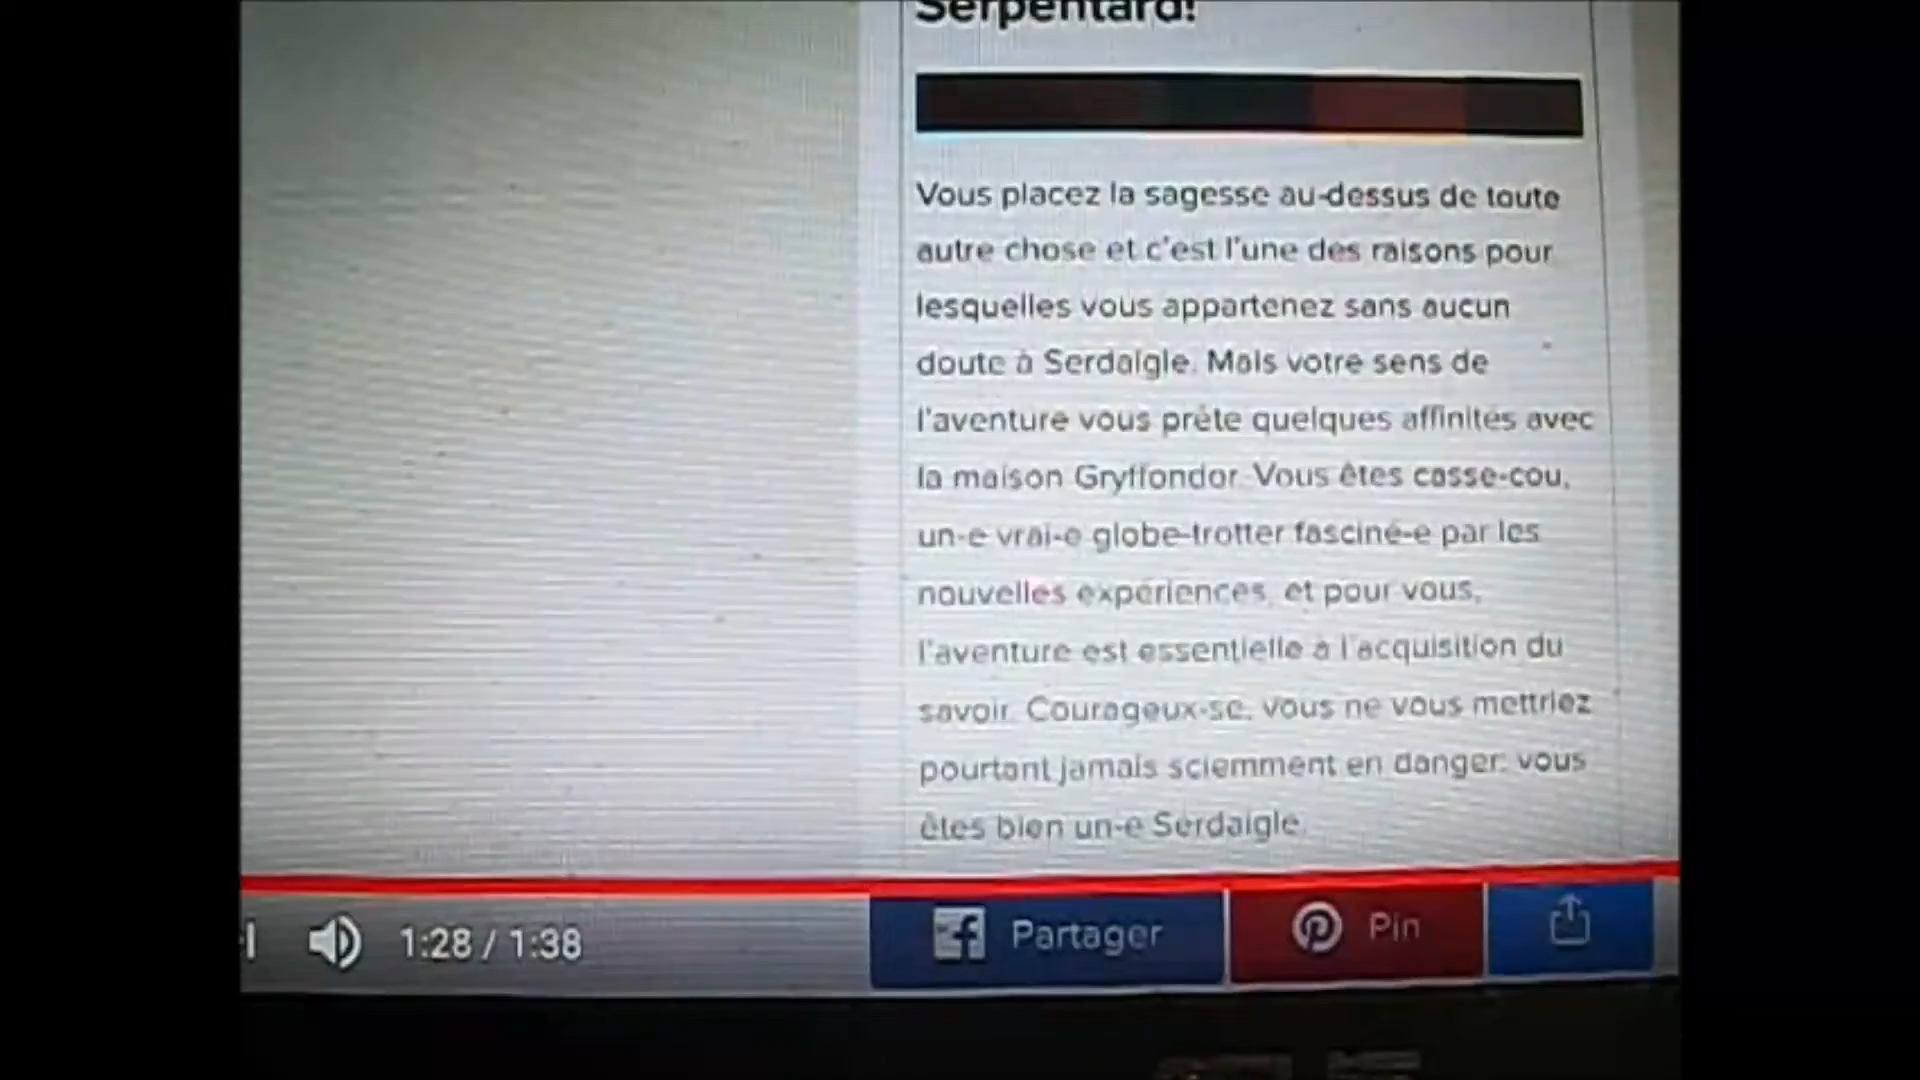 Serpentard!
Vous placez la sagesse au-dessus de toute
autre chose et c'est l'une des raisons pour
lesquelles vous appartenez sans aucun
doute à Serdaigle. Mais votre sens de
l'aventure vous prête quelques affinités avec
la maison Gryffondor. Vous êtes casse-cou,
un-e vrai-e globe-trotter fasciné-e par les
nouvelles expériences, et pour vous,
l'aventure est essentielle à l'acquisition du
savoir. Courageux-se, vous ne vous mettriez
pourtant jamais sciemment en danger: vous
êtes bien un-e Serdaigle.
1:28 / 1:38
Partager
Pin